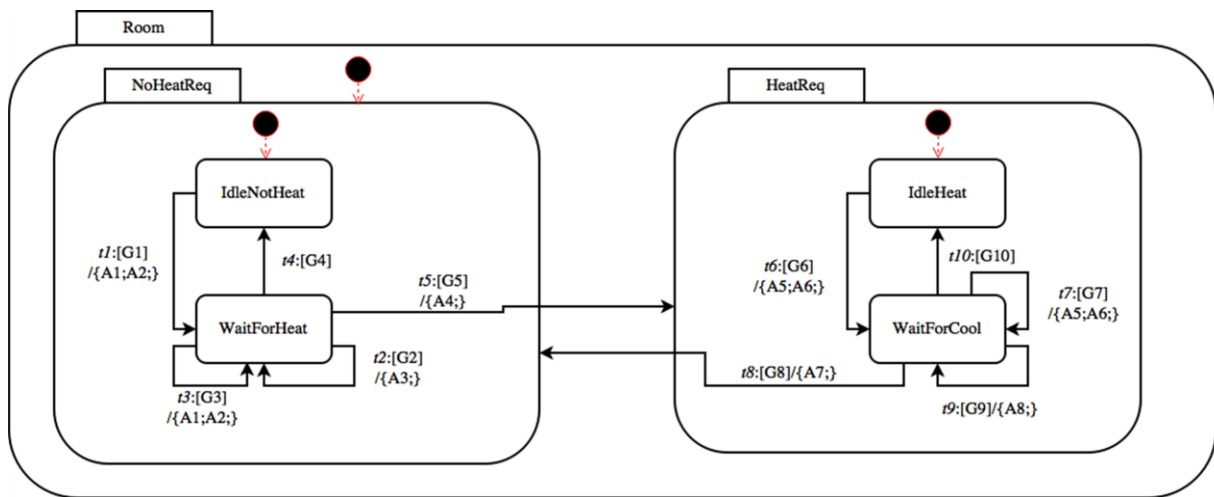 Room
NoHeatReq
HeatReq
IdleNotHeat
IdleHeat
t1:[G1]
/{A1;A2;}
t4:[G4]
t5:[G5]
/{A4;}
WaitForHeat
t2:[G2]
/{A3;}
t3:[G3]
/{A1;A2;}
t6:[G6]
/{A5;A6;}
t10:[G10]
t7:[G7]
/{A5;A6;}
WaitForCool
t8:[G8]/{A7;}
t9:[G9]/{A8;}